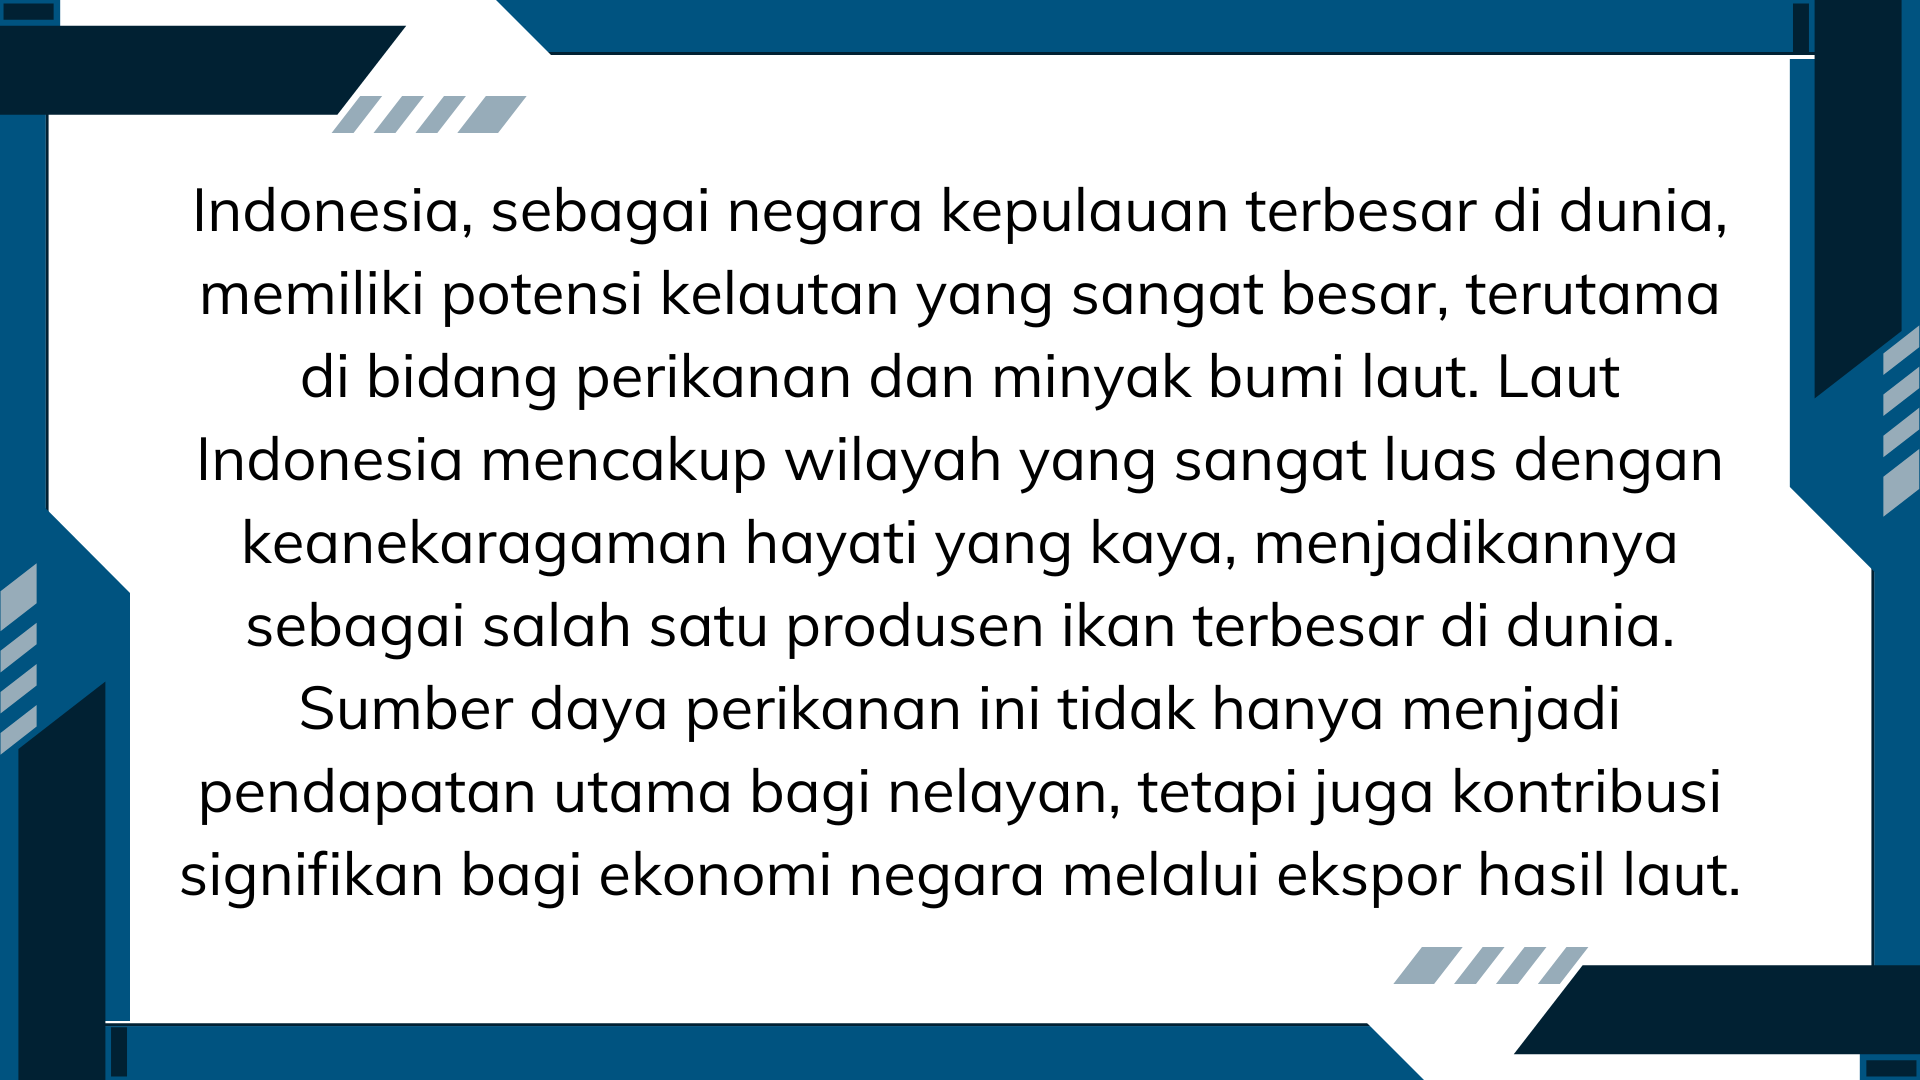 Indonesia, sebagai negara kepulauan terbesar di dunia,
memiliki potensi kelautan yang sangat besar, terutama
di bidang perikanan dan minyak bumi laut. Laut
Indonesia mencakup wilayah yang sangat luas dengan
keanekaragaman hayati yang kaya, menjadikannya
sebagai salah satu produsen ikan terbesar di dunia.
Sumber daya perikanan ini tidak hanya menjadi
pendapatan utama bagi nelayan, tetapi juga kontribusi
signifikan bagi ekonomi negara melalui ekspor hasil laut.